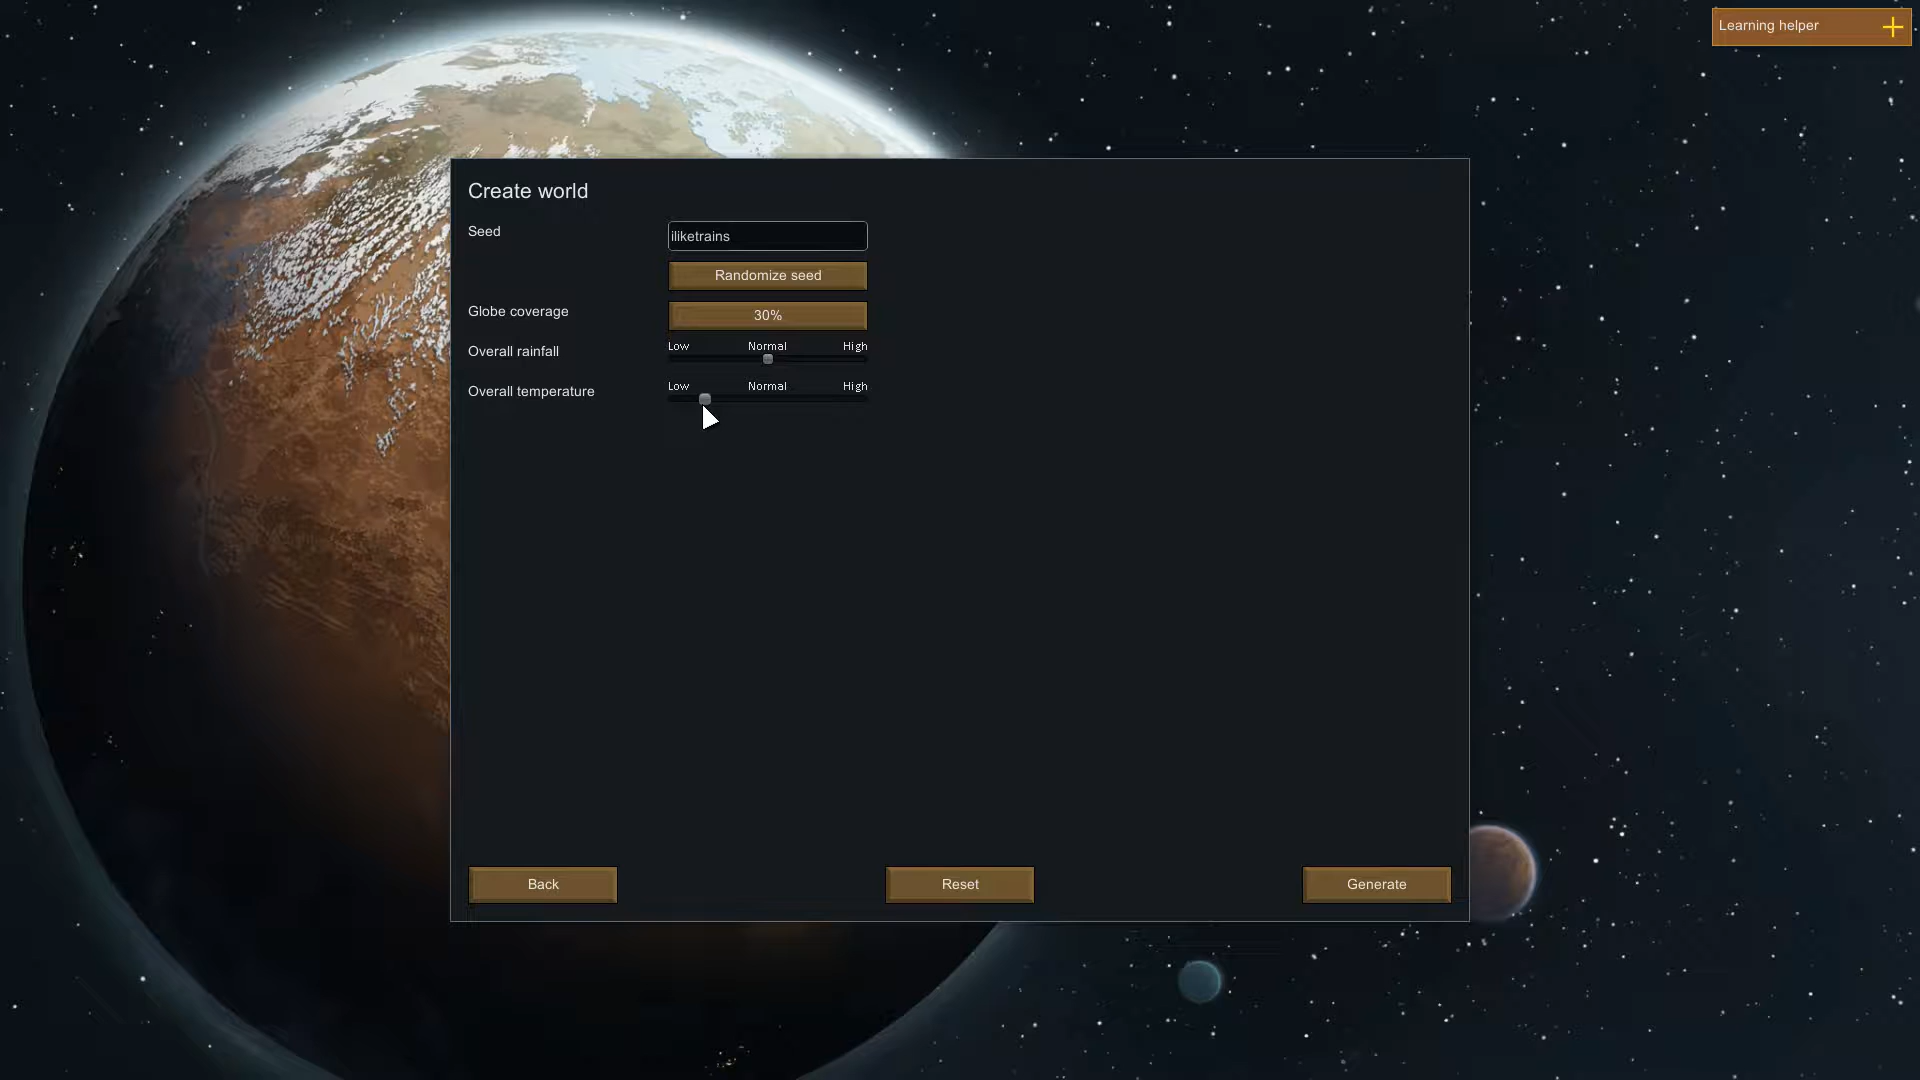 Learning helper
Create world
Seed
iliketrains
Randomize seed
Globe coverage
30%
Overall rainfall
Low Normal High
Overall temperature
Low Normal High
Back Reset Generate